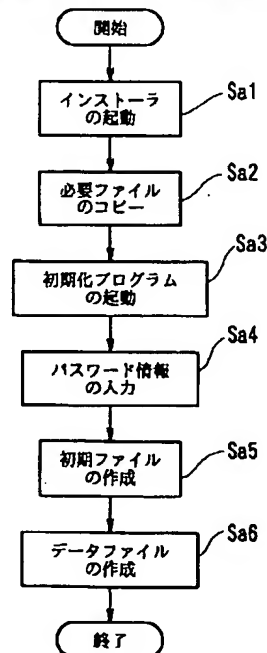 開始
Sa1
インストーラ
の起動
Sa2
必要ファイル
のコピー
Sa3
初期化プログラム
の起動
Sa4
パスワード情報
の入力
Sa5
初期ファイル
の作成
Sa6
データファイル
の作成
終了